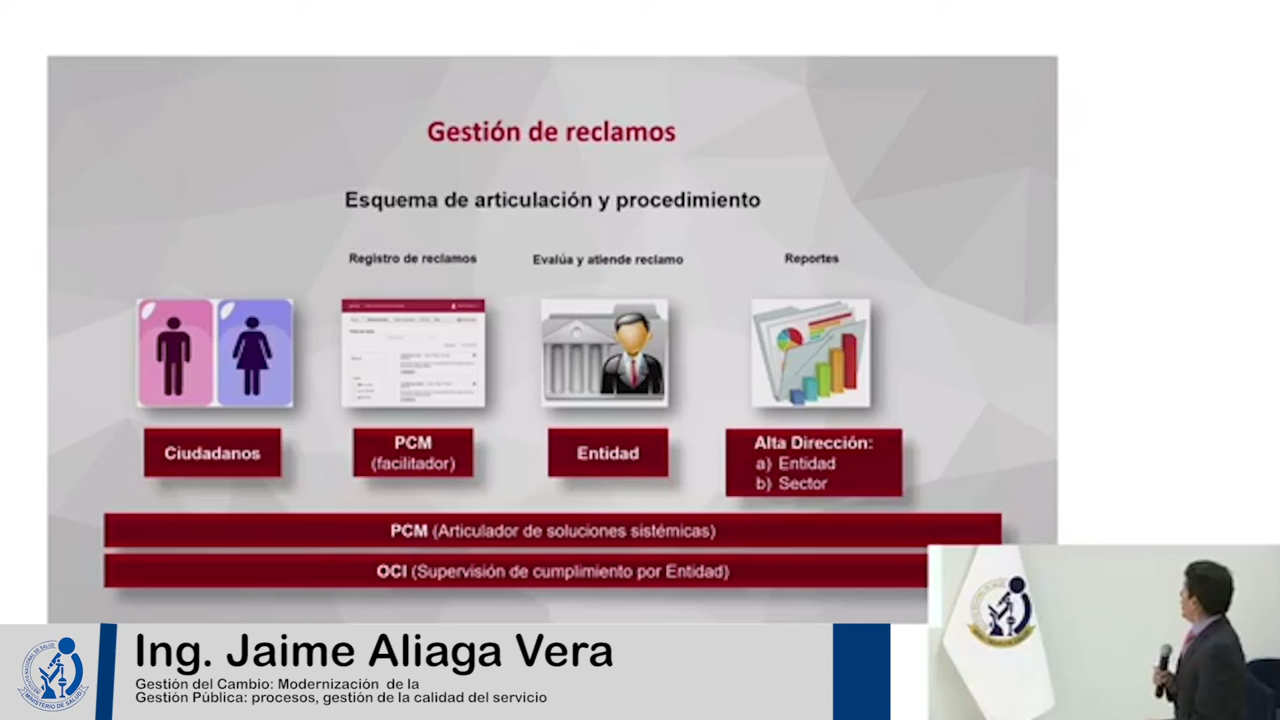 Gestión de reclamos
Esquema de articulación y procedimiento
Registro de reclamos
Evalúa y atiende reclamo
Reportes
Ciudadanos
PCM
(facilitador)
Entidad
Alta Dirección:
a) Entidad
b) Sector
PCM (Articulador de soluciones sistémicas)
OCI (Supervisión de cumplimiento por Entidad)
Ing. Jaime Aliaga Vera
Gestión del Cambio: Modernización de la
Gestión Pública: procesos, gestión de la calidad del servicio